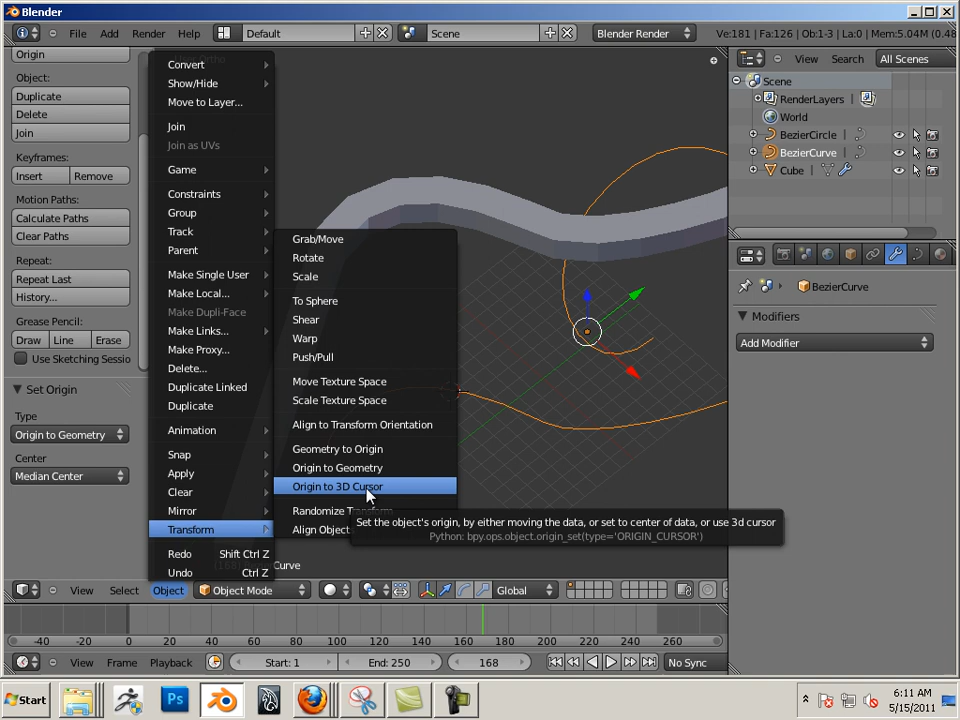 Blender
File Add Render Help Default Scene Blender Render Ve:181 | Fa:126 | Ob:1-3 | La:0 | Mem:5.04M (0.48
Origin
Object:
Duplicate
Delete
Join
Keyframes:
Insert Remove
Motion Paths:
Calculate Paths
Clear Paths
Repeat:
Repeat Last
History...
Grease Pencil:
Draw Line Erase
Use Sketching Sessio
Set Origin
Type
Origin to Geometry
Center
Median Center
Convert
Show/Hide
Move to Layer...
Join
Join as UVs
Game
Constraints
Group
Track
Parent
Make Single User
Make Local...
Make Dupli-Face
Make Links...
Make Proxy...
Delete...
Duplicate Linked
Duplicate
Animation
Snap
Apply
Clear
Mirror
Transform
Redo Shift Ctrl Z
Undo Ctrl Z
Grab/Move
Rotate
Scale
To Sphere
Shear
Warp
Push/Pull
Move Texture Space
Scale Texture Space
Align to Transform Orientation
Geometry to Origin
Origin to Geometry
Origin to 3D Cursor
Randomize Transform
Align Object
Set the object's origin, by either moving the data, or set to center of data, or use 3d cursor
Python: bpy.ops.object.origin_set(type='ORIGIN_CURSOR')
View Search All Scenes
Scene
RenderLayers
World
BezierCircle
BezierCurve
Cube
BezierCurve
Modifiers
Add Modifier
View Select Object Object Mode Global
-40 -20 0 20 40 60 80 100 120 140 160 180 200 220 240 260
View Frame Playback Start: 1 End: 250 168 No Sync
Start 6:11 AM
5/15/2011